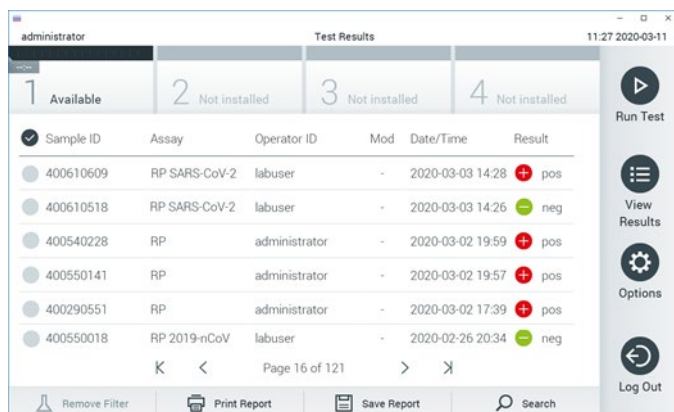 administrator Test Results 11:27 2020-03-11
1 Available 2 Not installed 3 Not installed 4 Not installed
Run Test
Sample ID Assay Operator ID Mod Date/Time Result
400610609 RP SARS-CoV-2 labuser - 2020-03-03 14:28 pos
400610518 RP SARS-CoV-2 labuser - 2020-03-03 14:26 neg
View
Results
400540228 RP administrator - 2020-03-02 19:59 pos
400550141 RP administrator - 2020-03-02 19:57 pos
Options
400290551 RP administrator - 2020-03-02 17:39 pos
400550018 RP 2019-nCoV labuser - 2020-02-26 20:34 neg
Page 16 of 121
Log Out
Remove Filter Print Report Save Report Search